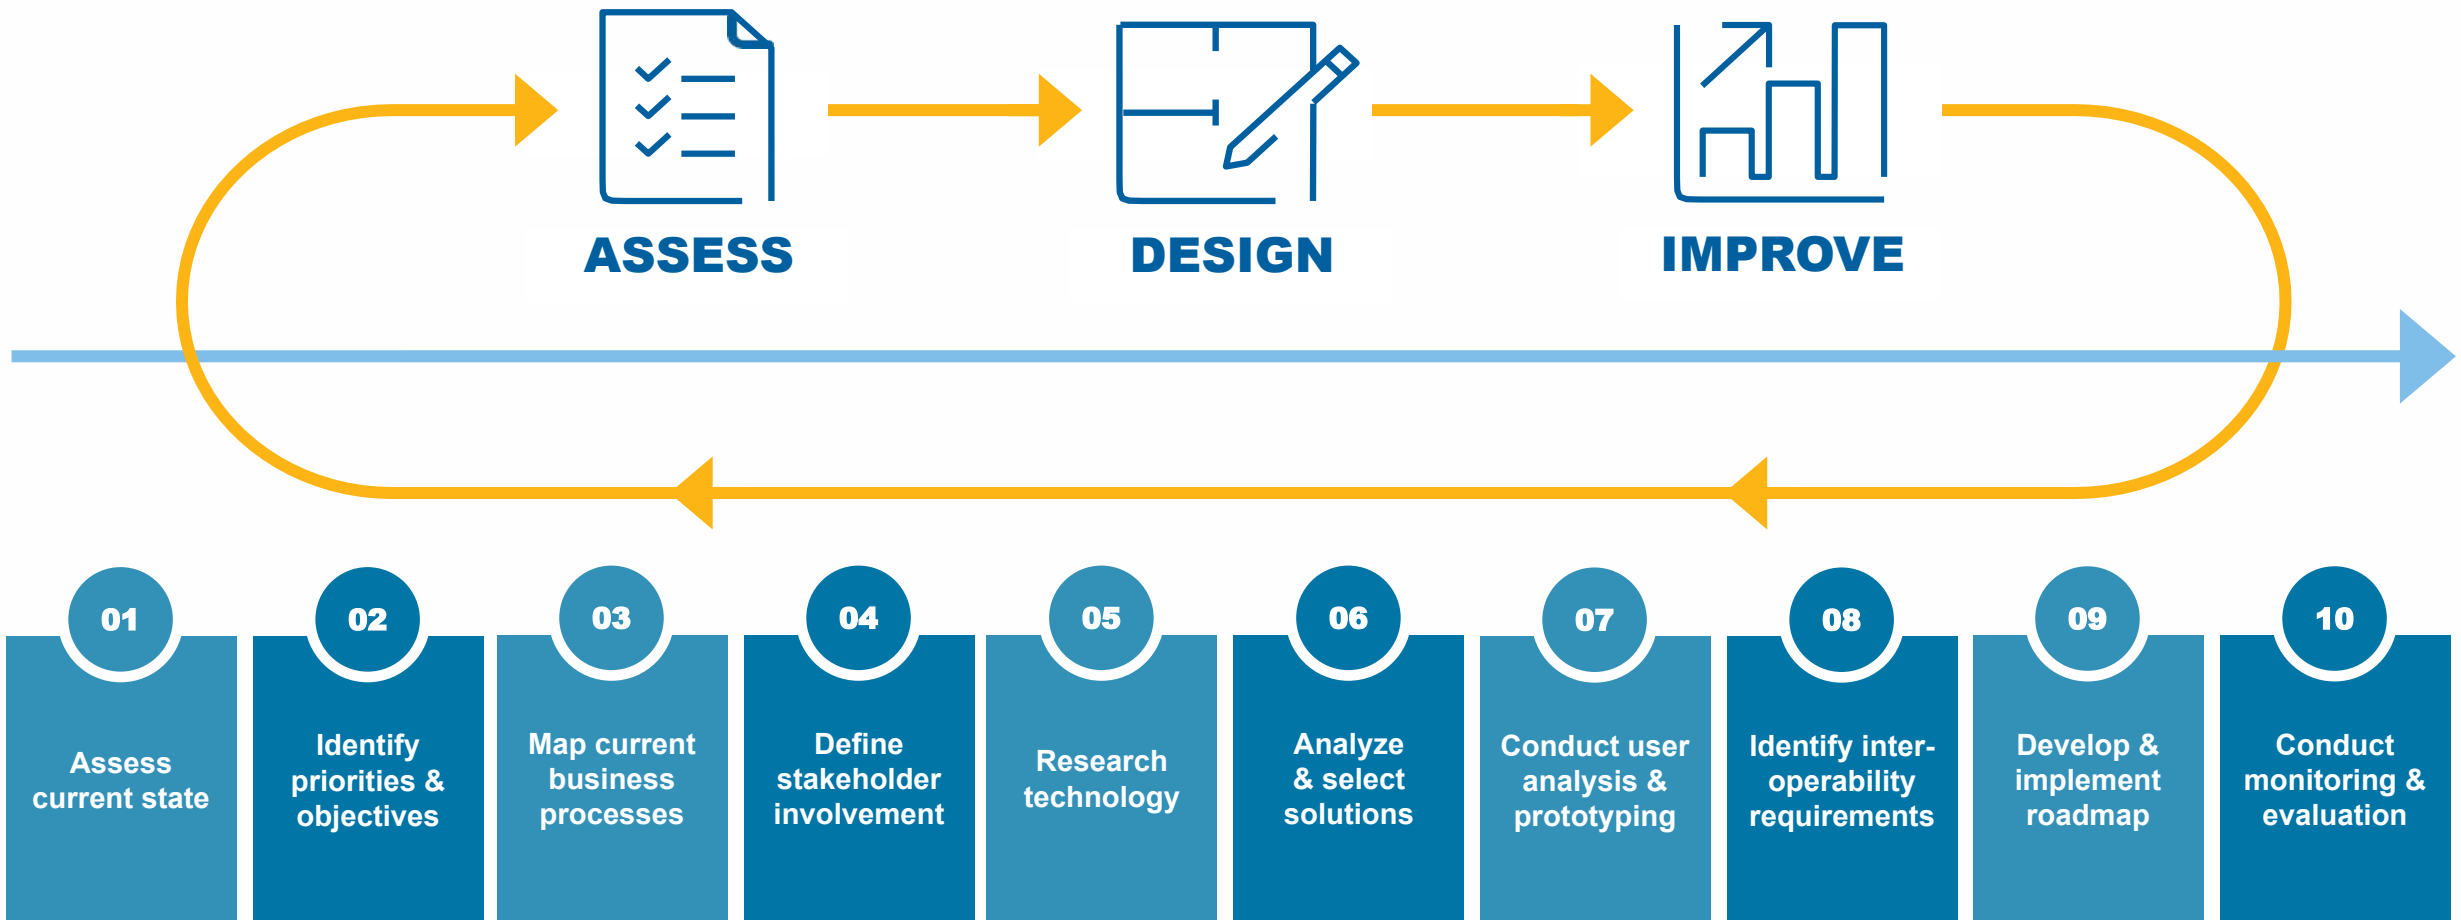 ASSESS
DESIGN
IMPROVE
01
Assess
current state
02
Identify
priorities &
objectives
03
Map current
business
processes
04
Define
stakeholder
involvement
05
Research
technology
06
Analyze
& select
solutions
07
Conduct user
analysis &
prototyping
08
Identify inter-
operability
requirements
09
Develop &
implement
roadmap
10
Conduct
monitoring &
evaluation